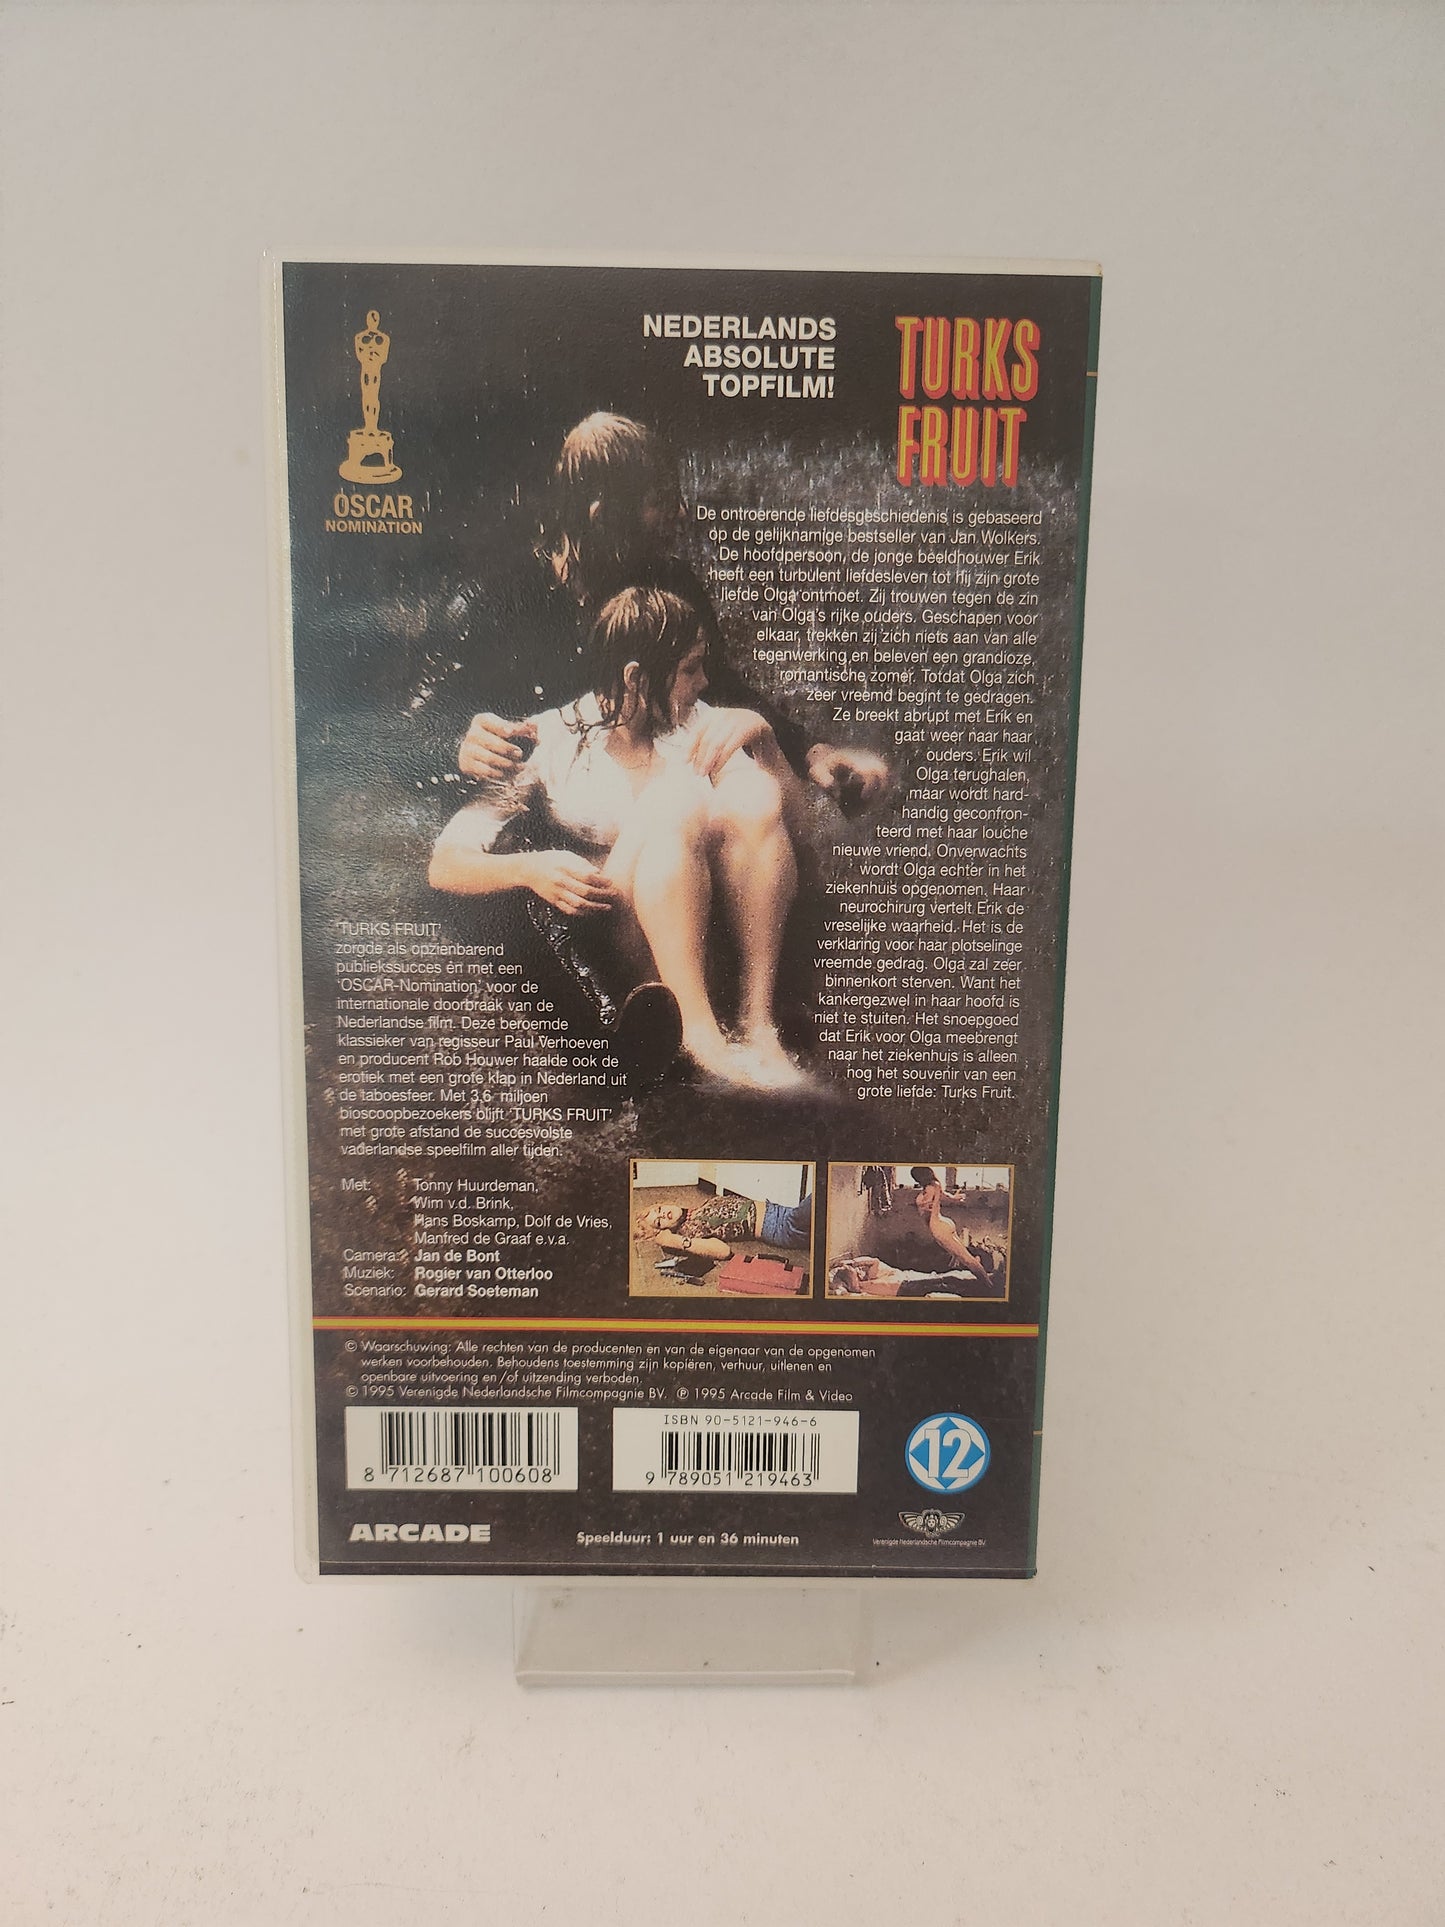 NEDERLANDS
ABSOLUTE
TOPFILM!
TURKS
FRUIT
OSCAR
NOMINATION
De ontroerende liefdesgeschiedenis is gebaseerd
op de gelijknamige bestseller van Jan Wolkers.
De hoofdpersoon, de jonge beeldhouwer Erik
heeft een turbulent liefdesleven tot hij zijn grote
liefde Olga ontmoet. Zij trouwen tegen de zin
van Olga's rijke ouders. Geschapen voor
elkaar, trekken zij zich niets aan van alle
tegenwerking en beleven een grandioze,
romantische zomer. Totdat Olga zich
zeer vreemd begint te gedragen.
Ze breekt abrupt met Erik en
gaat weer naar haar
ouders. Erik wil
Olga terughalen,
maar wordt hard-
handig geconfron-
teerd met haar louche
nieuwe vriend. Onverwachts
wordt Olga echter in het
ziekenhuis opgenomen. Haar
neurochirurg vertelt Erik de
vreselijke waarheid. Het is de
verklaring voor haar plotselinge
vreemde gedrag. Olga zal zeer
binnenkort sterven. Want het
kankergezwel in haar hoofd is
niet te stuiten. Het snoepgoed
dat Erik voor Olga meebrengt
naar het ziekenhuis is alleen
nog het souvenir van een
grote liefde: Turks Fruit.
'TURKS FRUIT'
zorgde als opzienbarend
publiekssucces én met een
'OSCAR-Nomination' voor de
internationale doorbraak van de
Nederlandse film. Deze beroemde
klassieker van regisseur Paul Verhoeven
en producent Rob Houwer haalde ook de
erotiek met een grote klap in Nederland uit
de taboesfeer. Met 3,6 miljoen
bioscoopbezoekers blijft 'TURKS FRUIT'
met grote afstand de succesvolste
vaderlandse speelfilm aller tijden.
Met: Tonny Huurdeman,
Wim v.d. Brink,
Hans Boskamp, Dolf de Vries,
Manfred de Graaf e.v.a.
Camera: Jan de Bont
Muziek: Rogier van Otterloo
Scenario: Gerard Soeteman
© Waarschuwing: Alle rechten van de producenten en van de eigenaar van de opgenomen
werken voorbehouden. Behoudens toestemming zijn kopiëren, verhuur, uitlenen en
openbare uitvoering en/of uitzending verboden.
© 1995 Verenigde Nederlandsche Filmcompagnie BV. ℗ 1995 Arcade Film & Video
8 712687 100608
ISBN 90-5121-946-6
9 789051 219463
12
ARCADE
Speelduur: 1 uur en 36 minuten
Verenigde Nederlandsche Filmcompagnie BV.